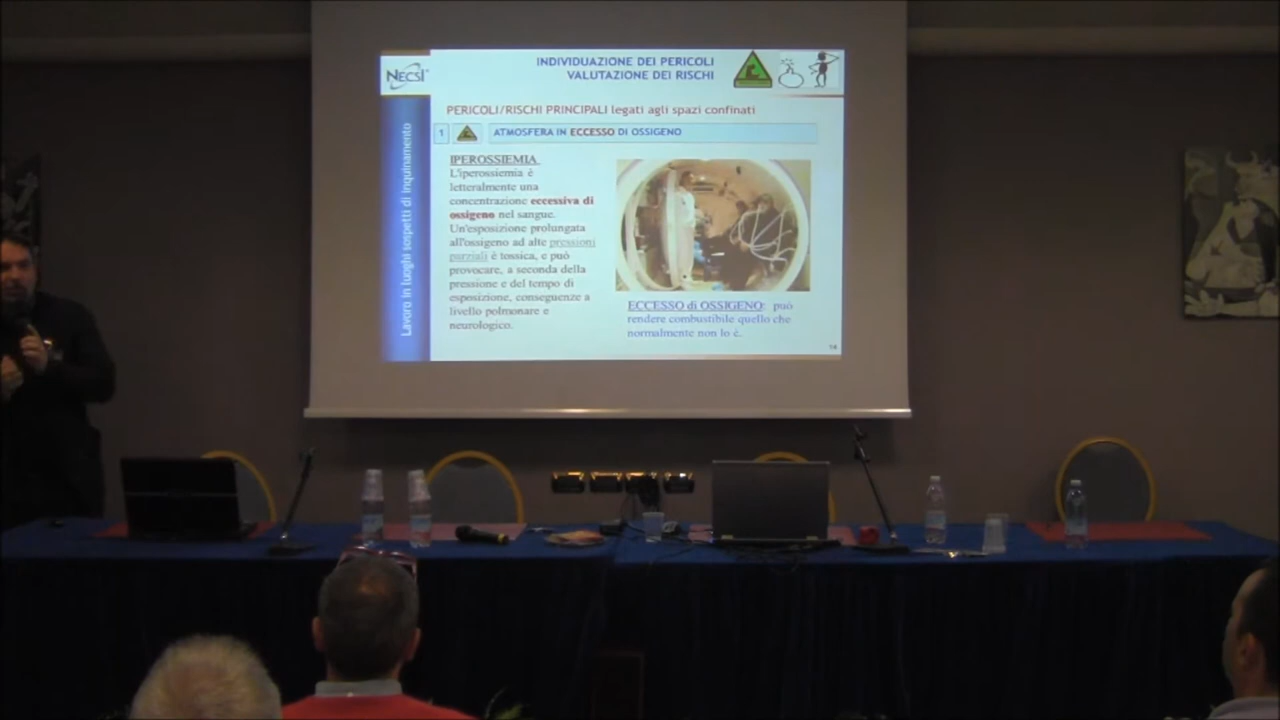 NECSI
INDIVIDUAZIONE DEI PERICOLI
VALUTAZIONE DEI RISCHI
Lavoro in luoghi sospetti di inquinamento
PERICOLI/RISCHI PRINCIPALI legati agli spazi confinati
1
ATMOSFERA IN ECCESSO DI OSSIGENO
IPEROSSIEMIA
L'iperossiemia è
letteralmente una
concentrazione eccessiva di
ossigeno nel sangue.
Un'esposizione prolungata
all'ossigeno ad alte pressioni
parziali è tossica, e può
provocare, a seconda della
pressione e del tempo di
esposizione, conseguenze a
livello polmonare e
neurologico.
ECCESSO di OSSIGENO: può
rendere combustibile quello che
normalmente non lo è.